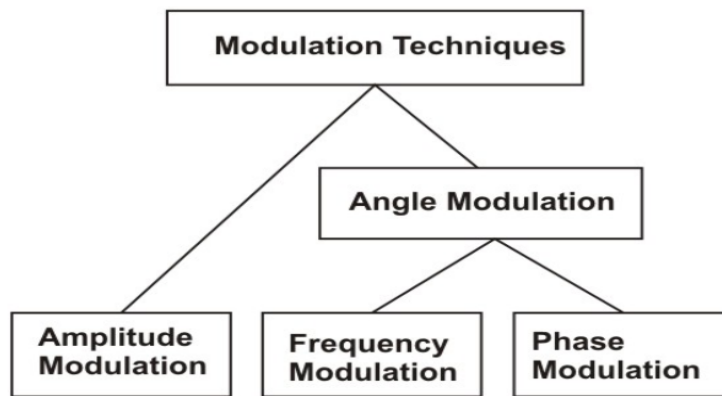 Modulation Techniques
Angle Modulation
Amplitude
Modulation
Frequency
Modulation
Phase
Modulation